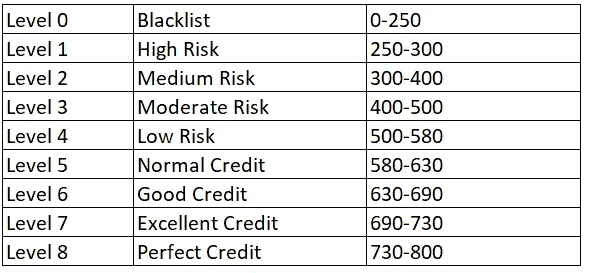 Level 0 Blacklist 0-250
Level 1 High Risk 250-300
Level 2 Medium Risk 300-400
Level 3 Moderate Risk 400-500
Level 4 Low Risk 500-580
Level 5 Normal Credit 580-630
Level 6 Good Credit 630-690
Level 7 Excellent Credit 690-730
Level 8 Perfect Credit 730-800